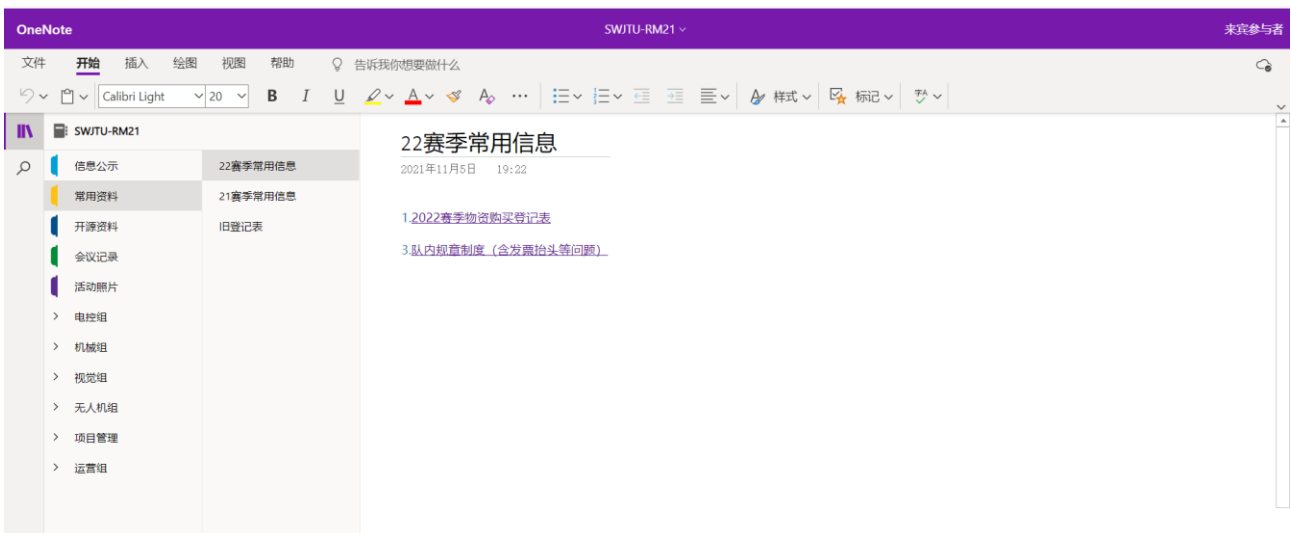 OneNote
SWJTU-RM21
来宾参与者
文件 开始 插入 绘图 视图 帮助 告诉我你想要做什么
Calibri Light 20 B I U A A 样式 标记
SWJTU-RM21
信息公示
常用资料
开源资料
会议记录
活动照片
电控组
机械组
视觉组
无人机组
项目管理
运营组
22赛季常用信息
21赛季常用信息
旧登记表
22赛季常用信息
2021年11月5日 19:22
1.2022赛季物资购买登记表
3.队内规章制度（含发票抬头等问题）